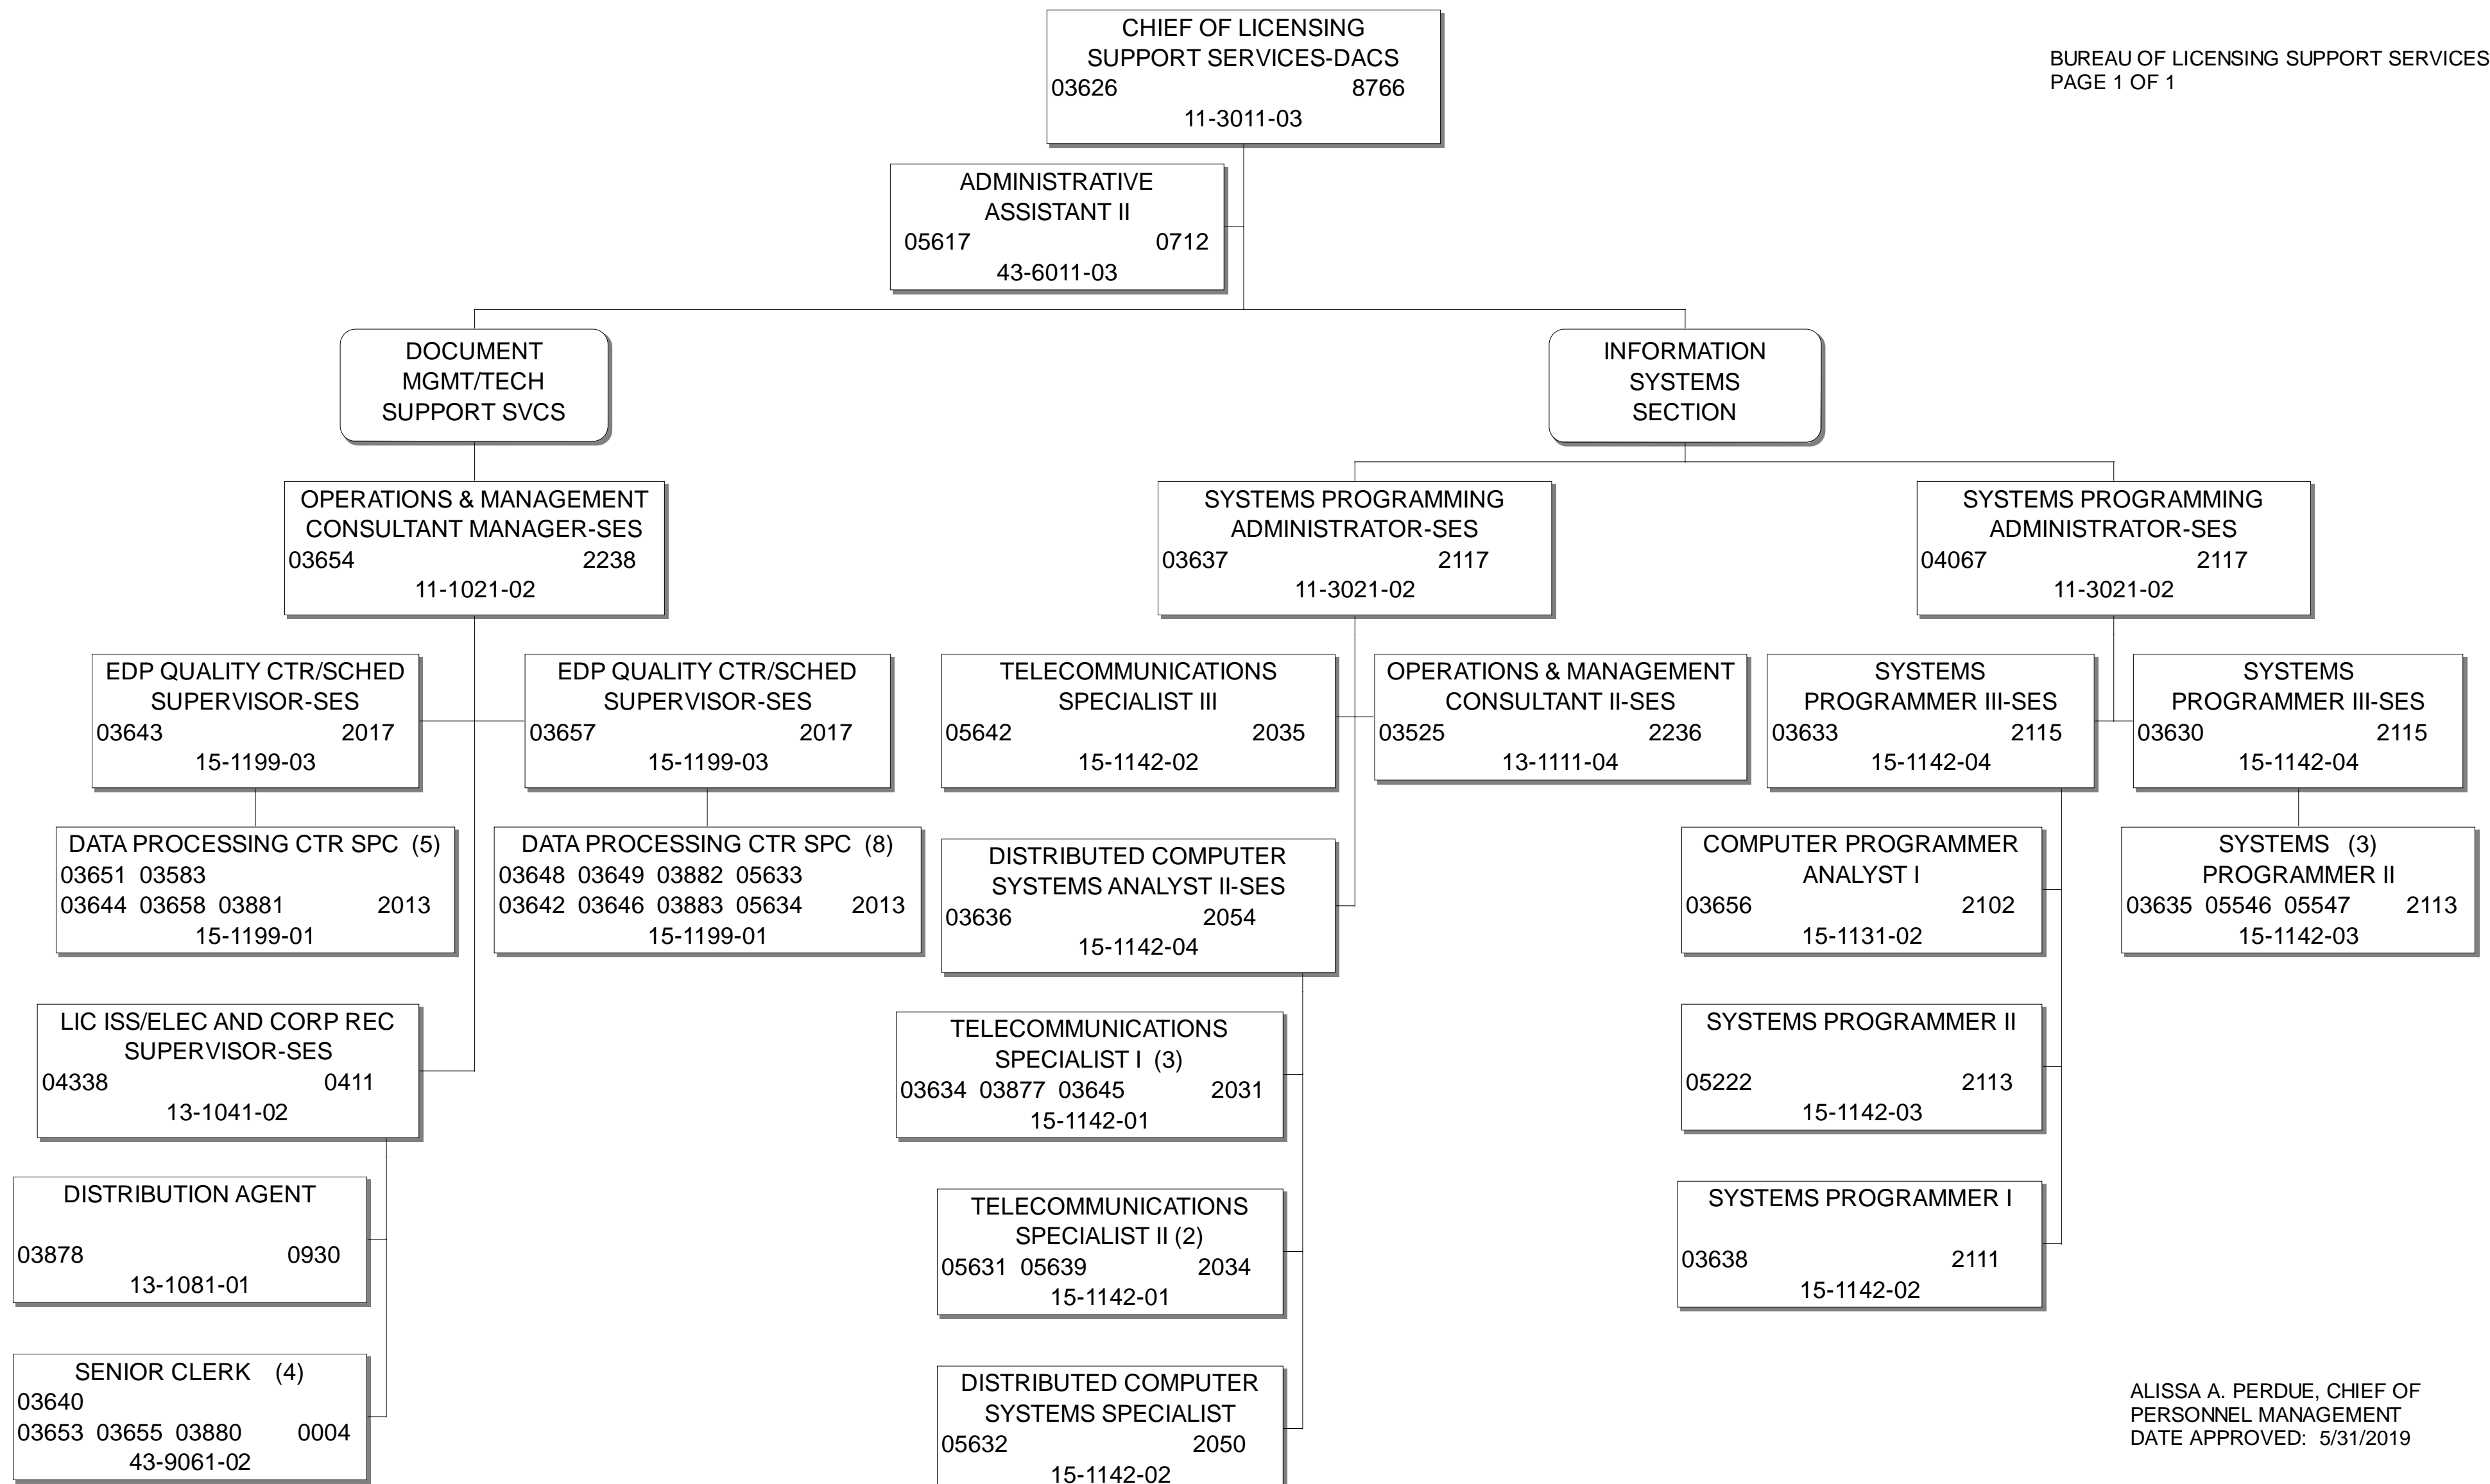 CHIEF OF LICENSING
SUPPORT SERVICES-DACS
03626 8766
11-3011-03
BUREAU OF LICENSING SUPPORT SERVICES
PAGE 1 OF 1
ADMINISTRATIVE
ASSISTANT II
05617 0712
43-6011-03
DOCUMENT
MGMT/TECH
SUPPORT SVCS
INFORMATION
SYSTEMS
SECTION
OPERATIONS & MANAGEMENT
CONSULTANT MANAGER-SES
03654 2238
11-1021-02
SYSTEMS PROGRAMMING
ADMINISTRATOR-SES
03637 2117
11-3021-02
SYSTEMS PROGRAMMING
ADMINISTRATOR-SES
04067 2117
11-3021-02
EDP QUALITY CTR/SCHED
SUPERVISOR-SES
03643 2017
15-1199-03
EDP QUALITY CTR/SCHED
SUPERVISOR-SES
03657 2017
15-1199-03
TELECOMMUNICATIONS
SPECIALIST III
05642 2035
15-1142-02
OPERATIONS & MANAGEMENT
CONSULTANT II-SES
03525 2236
13-1111-04
SYSTEMS
PROGRAMMER III-SES
03633 2115
15-1142-04
SYSTEMS
PROGRAMMER III-SES
03630 2115
15-1142-04
DATA PROCESSING CTR SPC (5)
03651 03583
03644 03658 03881 2013
15-1199-01
DATA PROCESSING CTR SPC (8)
03648 03649 03882 05633
03642 03646 03883 05634 2013
15-1199-01
DISTRIBUTED COMPUTER
SYSTEMS ANALYST II-SES
03636 2054
15-1142-04
COMPUTER PROGRAMMER
ANALYST I
03656 2102
15-1131-02
SYSTEMS (3)
PROGRAMMER II
03635 05546 05547 2113
15-1142-03
LIC ISS/ELEC AND CORP REC
SUPERVISOR-SES
04338 0411
13-1041-02
TELECOMMUNICATIONS
SPECIALIST I (3)
03634 03877 03645 2031
15-1142-01
SYSTEMS PROGRAMMER II
05222 2113
15-1142-03
DISTRIBUTION AGENT
03878 0930
13-1081-01
TELECOMMUNICATIONS
SPECIALIST II (2)
05631 05639 2034
15-1142-01
SYSTEMS PROGRAMMER I
03638 2111
15-1142-02
SENIOR CLERK (4)
03640
03653 03655 03880 0004
43-9061-02
DISTRIBUTED COMPUTER
SYSTEMS SPECIALIST
05632 2050
15-1142-02
ALISSA A. PERDUE, CHIEF OF
PERSONNEL MANAGEMENT
DATE APPROVED: 5/31/2019